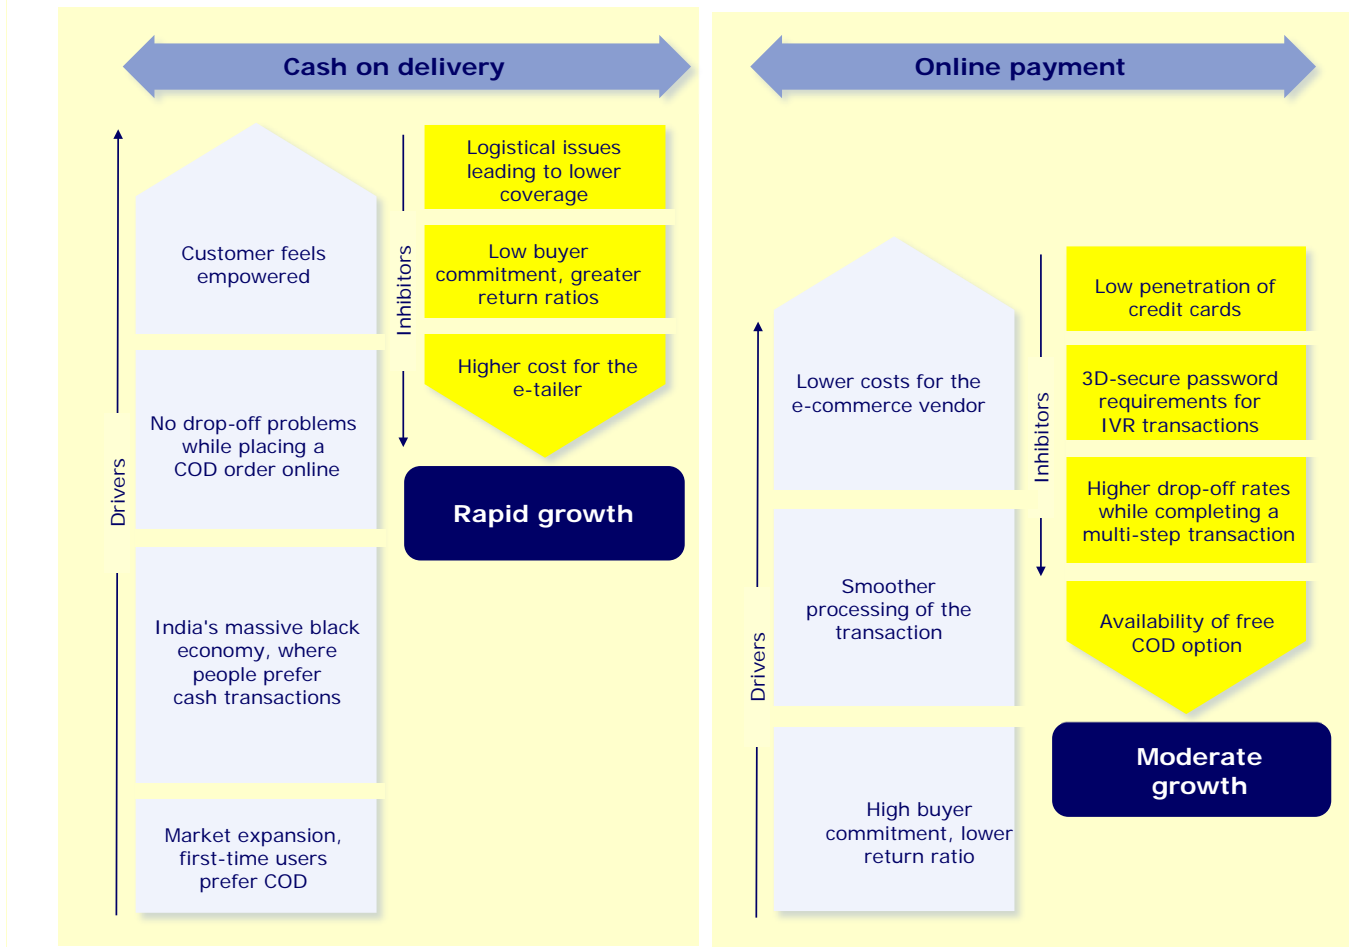 Cash on delivery
Drivers
Customer feels
empowered
No drop-off problems
while placing a
COD order online
India's massive black
economy, where
people prefer
cash transactions
Market expansion,
first-time users
prefer COD
Inhibitors
Logistical issues
leading to lower
coverage
Low buyer
commitment, greater
return ratios
Higher cost for the
e-tailer
Rapid growth
Online payment
Drivers
Lower costs for the
e-commerce vendor
Smoother
processing of the
transaction
High buyer
commitment, lower
return ratio
Inhibitors
Low penetration of
credit cards
3D-secure password
requirements for
IVR transactions
Higher drop-off rates
while completing a
multi-step transaction
Availability of free
COD option
Moderate
growth